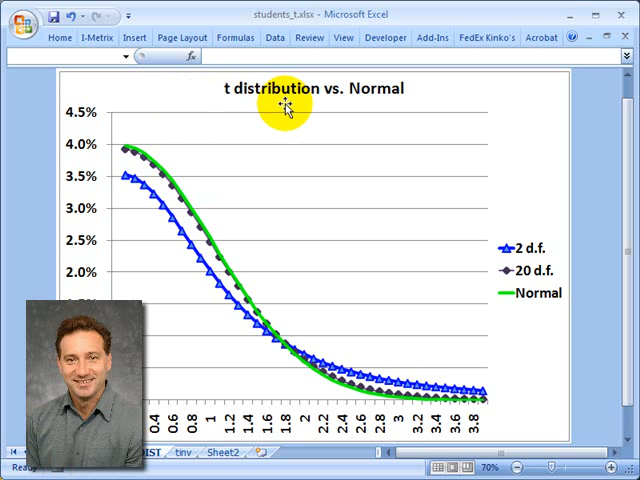 students_t.xlsx - Microsoft Excel
Home I-Metrix Insert Page Layout Formulas Data Review View Developer Add-Ins FedEx Kinko's Acrobat
fx
t distribution vs. Normal
4.5%
4.0%
3.5%
3.0%
2.5%
2.0%
2 d.f.
20 d.f.
Normal
0.4 0.6 0.8 1 1.2 1.4 1.6 1.8 2 2.2 2.4 2.6 2.8 3 3.2 3.4 3.6 3.8
DIST tinv Sheet2
Ready 70%